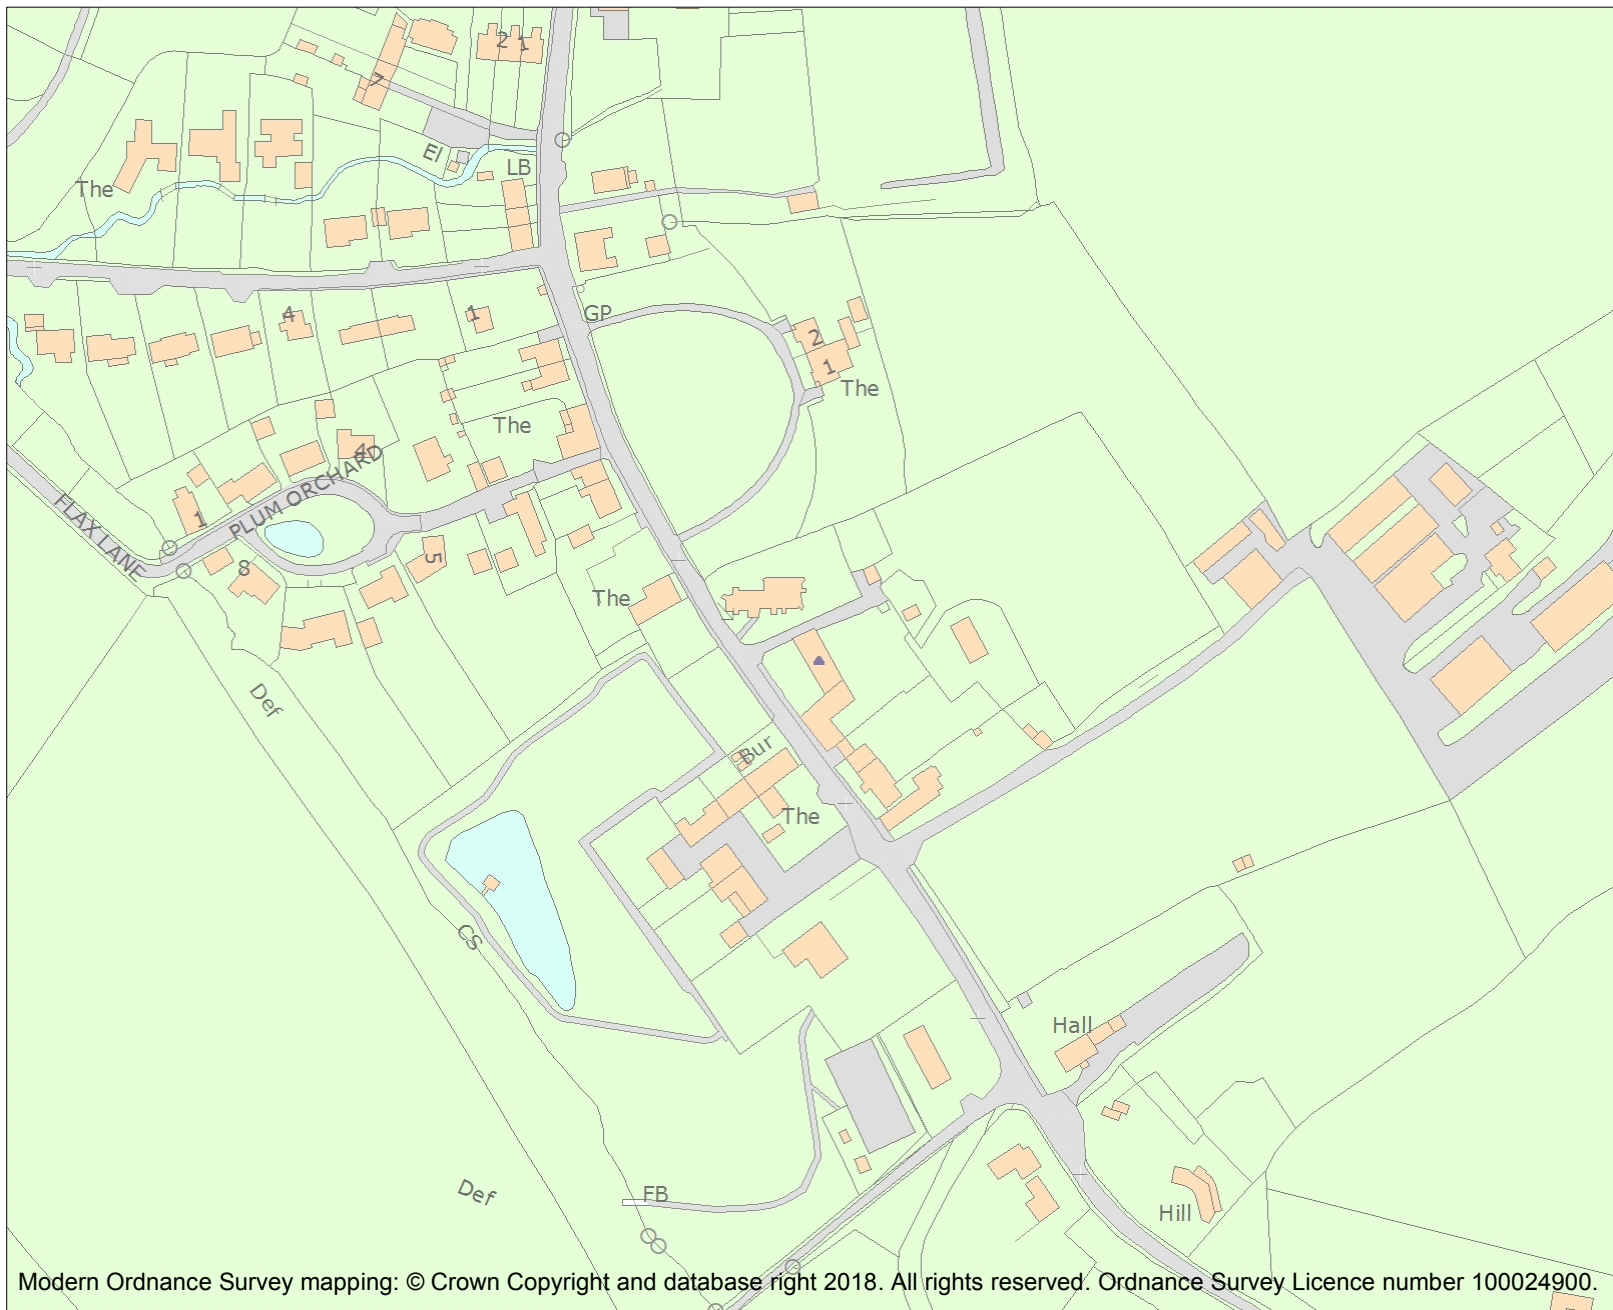 2 1
7
El
LB
The
GP
4
1
2
1
The
The
4
PLUM ORCHARD
FLAX LANE
1
8
5
The
Def
Bur
The
CS
Hall
Def
FB
Hill
Modern Ordnance Survey mapping: © Crown Copyright and database right 2018. All rights reserved. Ordnance Survey Licence number 100024900.